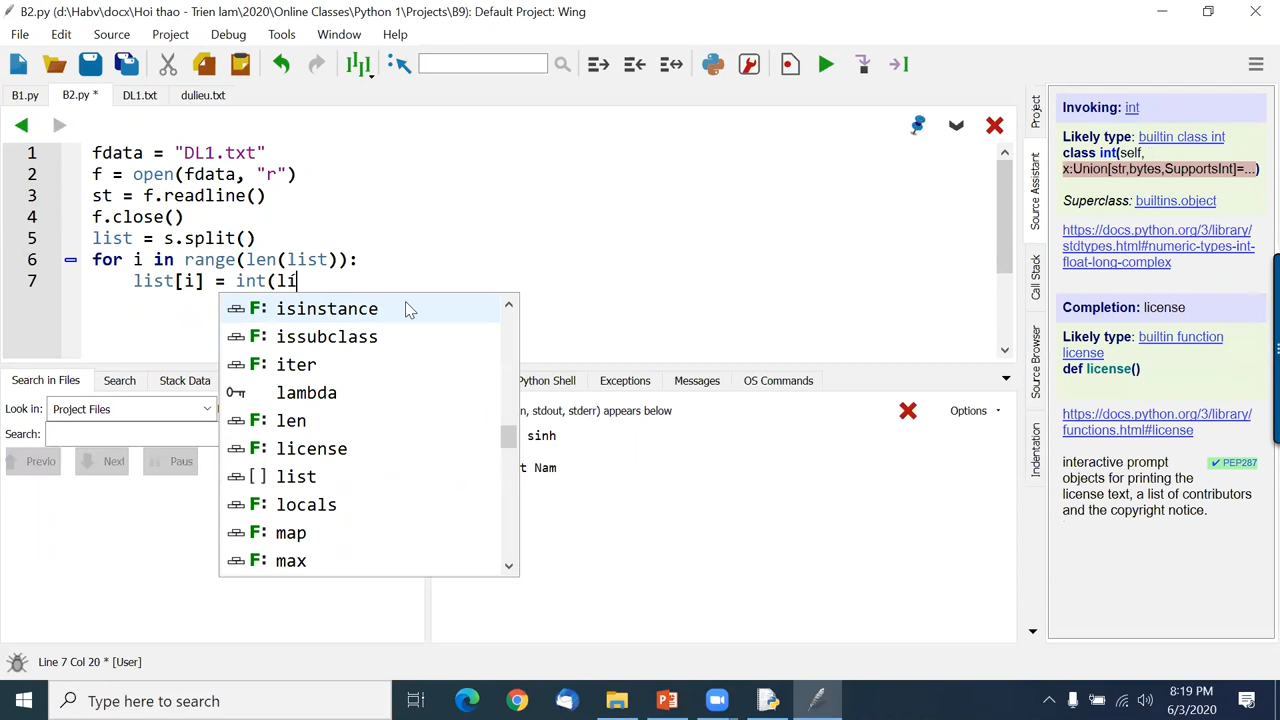 B2.py (d:\Habv\docx\Hoi thao - Trien lam\2020\Online Classes\Python 1\Projects\B9): Default Project: Wing
File Edit Source Project Debug Tools Window Help
B1.py B2.py * DL1.txt dulieu.txt
1 fdata = "DL1.txt"
2 f = open(fdata, "r")
3 st = f.readline()
4 f.close()
5 list = s.split()
6 for i in range(len(list)):
7 list[i] = int(li
F: isinstance
F: issubclass
F: iter
lambda
F: len
F: license
[] list
F: locals
F: map
F: max
Search in Files Search Stack Data
Look in: Project Files
Search:
Previo Next Paus
Python Shell Exceptions Messages OS Commands
n, stdout, stderr) appears below Options
sinh
t Nam
Project
Source Assistant
Call Stack
Source Browser
Indentation
Invoking: int
Likely type: builtin class int
class int(self,
x:Union[str,bytes,SupportsInt]=...)
Superclass: builtins.object
https://docs.python.org/3/library/
stdtypes.html#numeric-types-int-
float-long-complex
Completion: license
Likely type: builtin function
license
def license()
https://docs.python.org/3/library/
functions.html#license
interactive prompt ✔ PEP287
objects for printing the
license text, a list of contributors
and the copyright notice.
Line 7 Col 20 * [User]
Type here to search
8:19 PM
6/3/2020